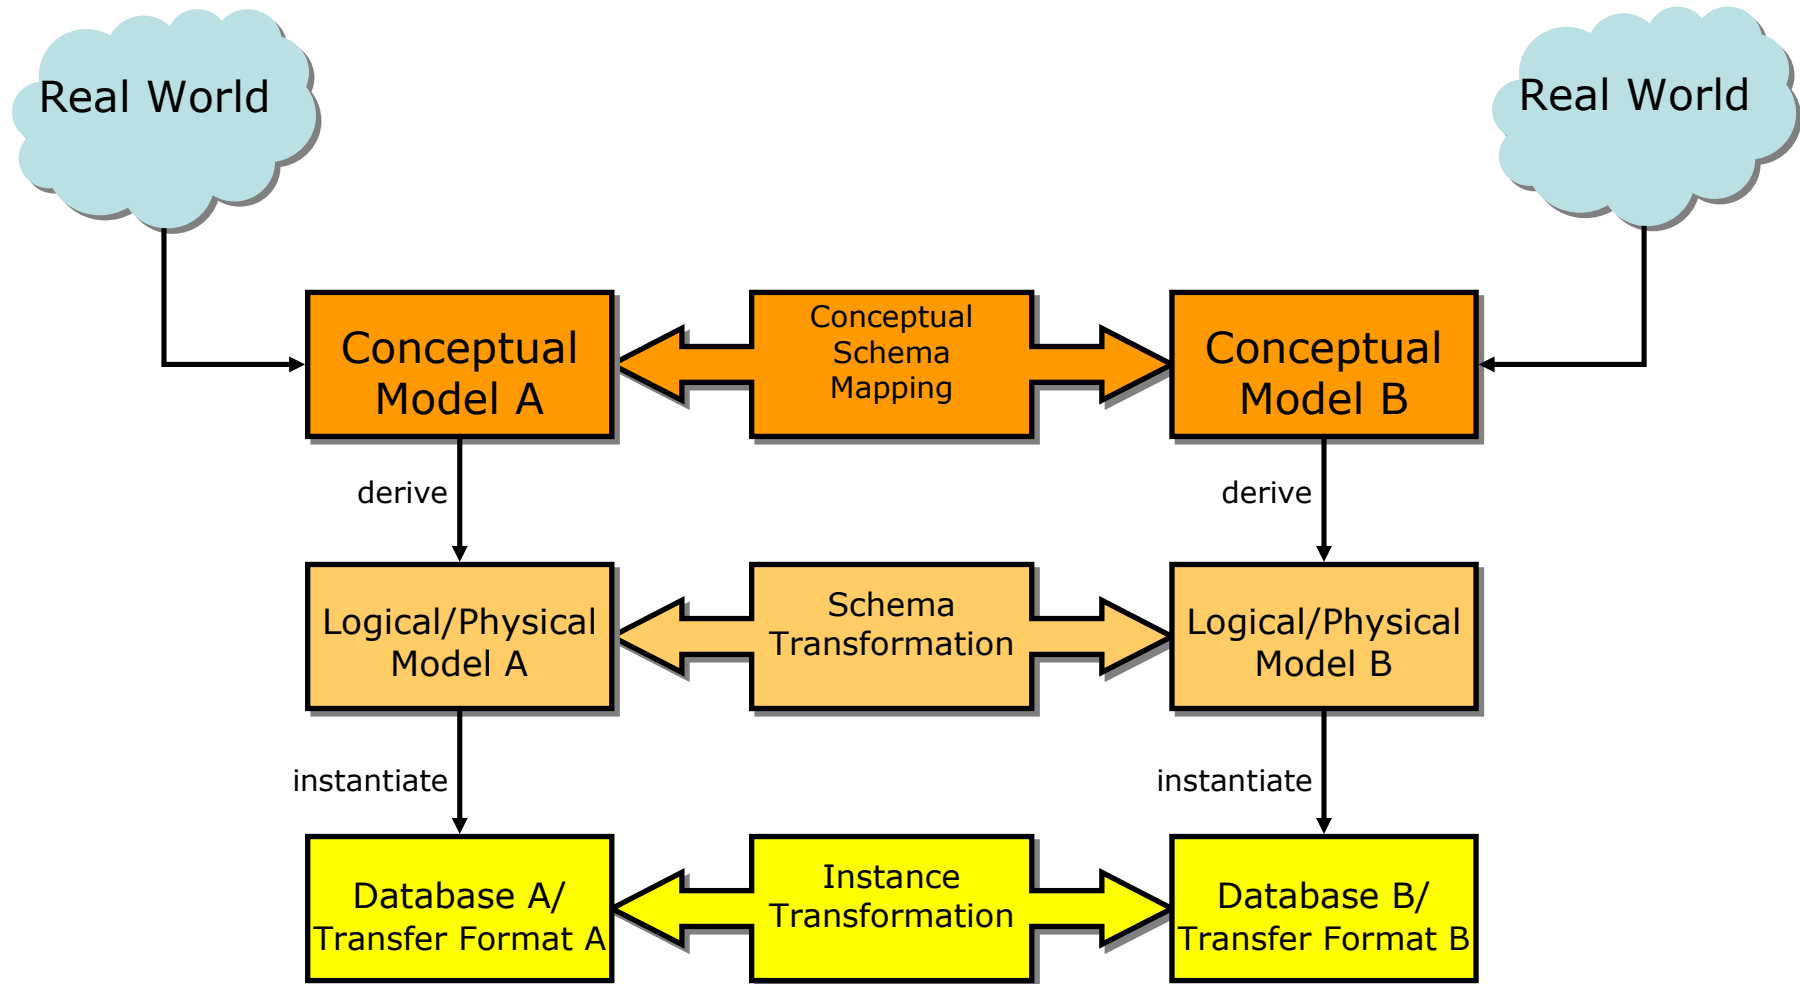 Real World
Real World
Conceptual
Model A
Conceptual
Schema
Mapping
Conceptual
Model B
derive
derive
Logical/Physical
Model A
Schema
Transformation
Logical/Physical
Model B
instantiate
instantiate
Database A/
Transfer Format A
Instance
Transformation
Database B/
Transfer Format B